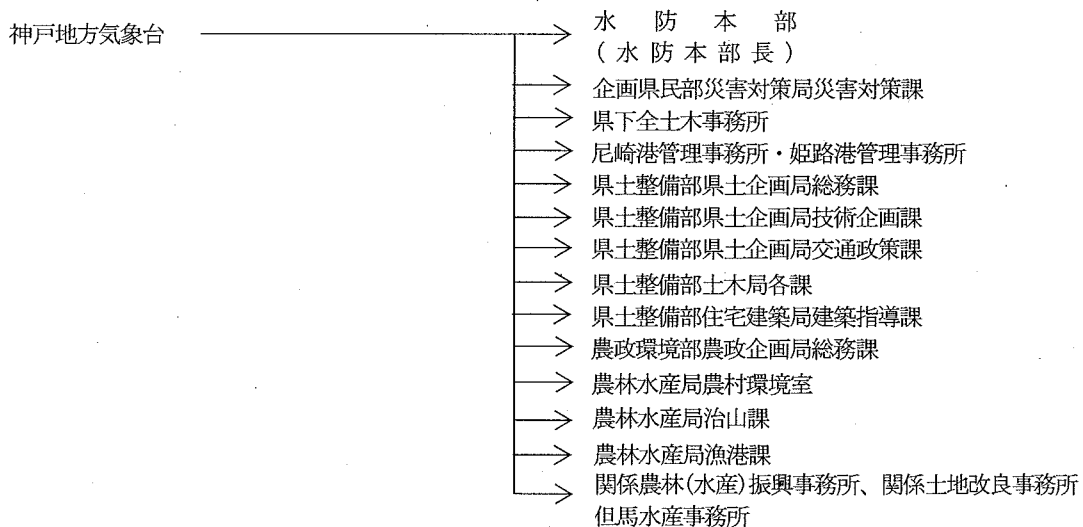 神戸地方気象台
水防本部
(水防本部長)
企画県民部災害対策局災害対策課
県下全土木事務所
尼崎港管理事務所・姫路港管理事務所
県土整備部県土企画局総務課
県土整備部県土企画局技術企画課
県土整備部県土企画局交通政策課
県土整備部土木局各課
県土整備部住宅建築局建築指導課
農政環境部農政企画局総務課
農林水産局農村環境室
農林水産局治山課
農林水産局漁港課
関係農林(水産)振興事務所、関係土地改良事務所
但馬水産事務所